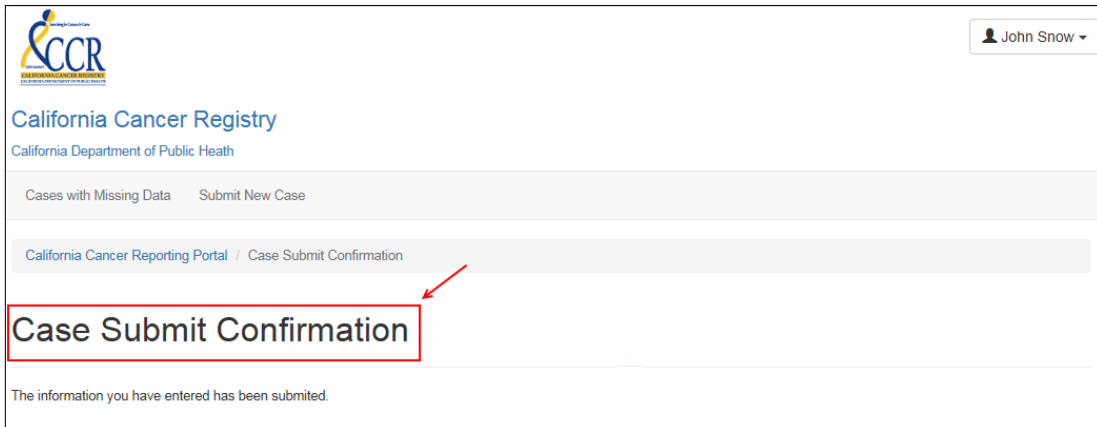 CCR
CALIFORNIA CANCER REGISTRY
John Snow
California Cancer Registry
California Department of Public Heath
Cases with Missing Data Submit New Case
California Cancer Reporting Portal / Case Submit Confirmation
Case Submit Confirmation
The information you have entered has been submited.